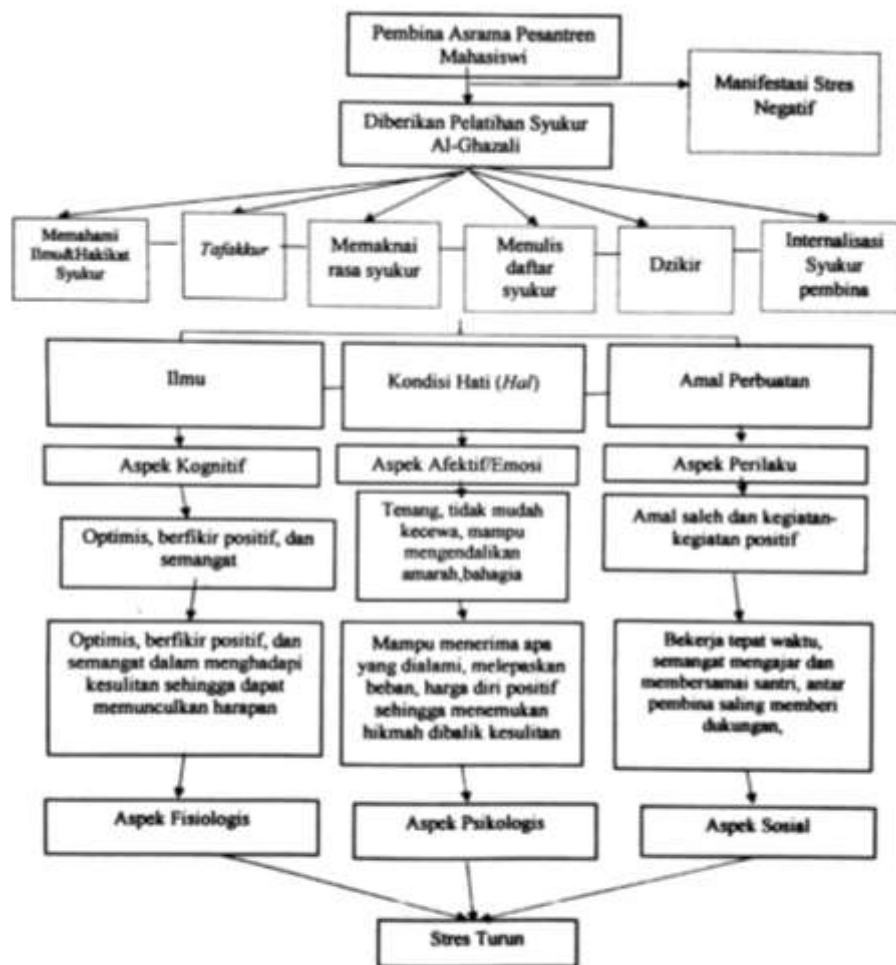 Pembina Asrama Pesantren
Mahasiswi
Manifestasi Stres
Negatif
Diberikan Pelatihan Syukur
Al-Ghazali
Memahami
Ilmu&Hakikat
Syukur
Tafakkur
Memaknai
rasa syukur
Menulis
daftar
syukur
Dzikir
Internalisasi
Syukur
pembina
Ilmu
Kondisi Hati (Hal)
Amal Perbuatan
Aspek Kognitif
Aspek Afektif/Emosi
Aspek Perilaku
Optimis, berfikir positif, dan
semangat
Tenang, tidak mudah
kecewa, mampu
mengendalikan
amarah,bahagia
Amal saleh dan kegiatan-
kegiatan positif
Optimis, berfikir positif, dan
semangat dalam menghadapi
kesulitan sehingga dapat
memunculkan harapan
Mampu menerima apa
yang dialami, melepaskan
beban, harga diri positif
sehingga menemukan
hikmah dibalik kesulitan
Bekerja tepat waktu,
semangat mengajar dan
membersamai santri, antar
pembina saling memberi
dukungan,
Aspek Fisiologis
Aspek Psikologis
Aspek Sosial
Stres Turun